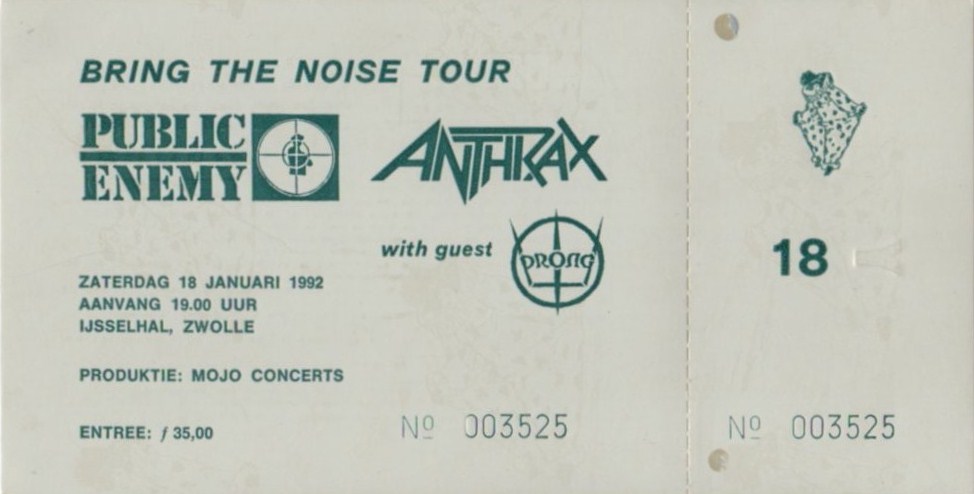 BRING THE NOISE TOUR
PUBLIC
ENEMY
ANTHRAX
with guest
PRONG
ZATERDAG 18 JANUARI 1992
AANVANG 19.00 UUR
IJSSELHAL, ZWOLLE
PRODUKTIE: MOJO CONCERTS
ENTREE: ƒ 35,00
Nº 003525
18
Nº 003525